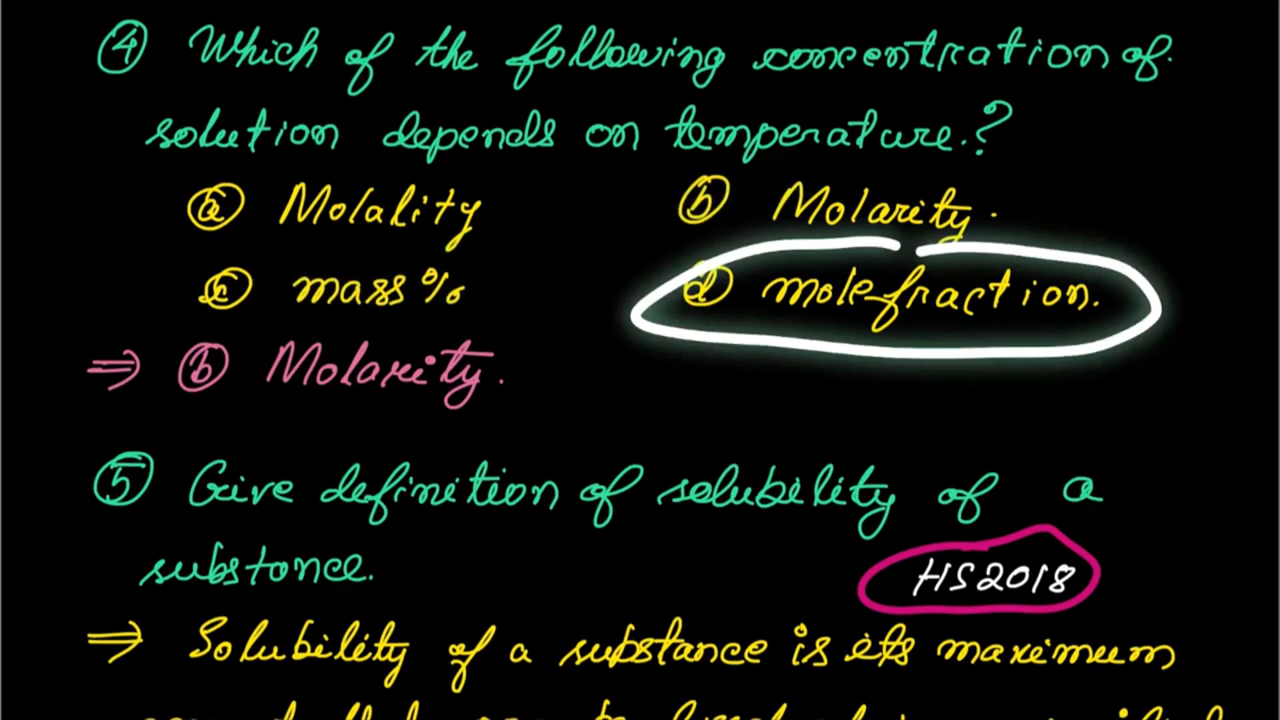 ④ Which of the following concentration of.
solution depends on temperature.?
ⓐ Molality ⓑ Molarity.
ⓒ mass% ⓓ mole fraction.
⇒ ⓑ Molarity.
⑤ Give definition of solubility of a
substance. HS2018
⇒ Solubility of a substance is its maximum